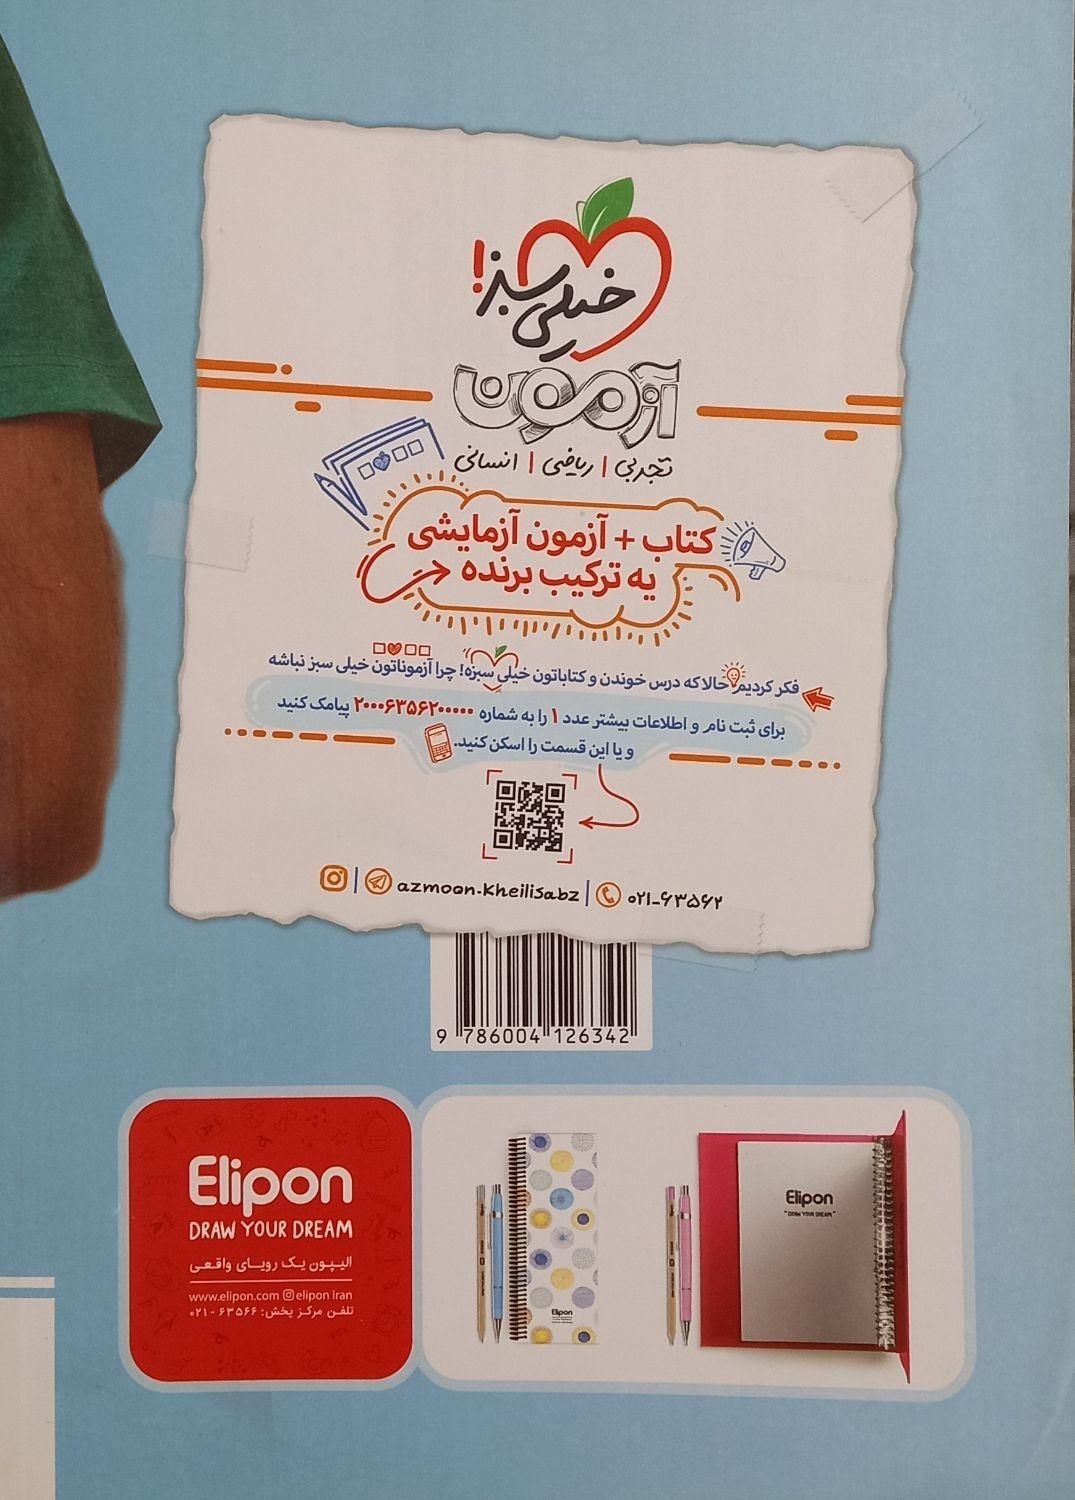 خیلی سبز!
آزمون
تجربی | ریاضی | انسانی
کتاب + آزمون آزمایشی
یه ترکیب برنده
فکر کردیم حالا که درس خوندن و کتاباتون خیلی سبزه! چرا آزموناتون خیلی سبز نباشه
برای ثبت نام و اطلاعات بیشتر عدد ۱ را به شماره ۲۰۰۰۶۳۵۶۲۰۰۰۰۰ پیامک کنید
و یا این قسمت را اسکن کنید.
azmoon.kheilisabz | ۰۲۱-۶۳۵۶۲
9 786004 126342
Elipon
DRAW YOUR DREAM
الیپون یک رویای واقعی
www.elipon.com elipon iran
تلفن مرکز پخش: ۶۳۵۶۶ - ۰۲۱
Elipon
Elipon
"DRAW YOUR DREAM"